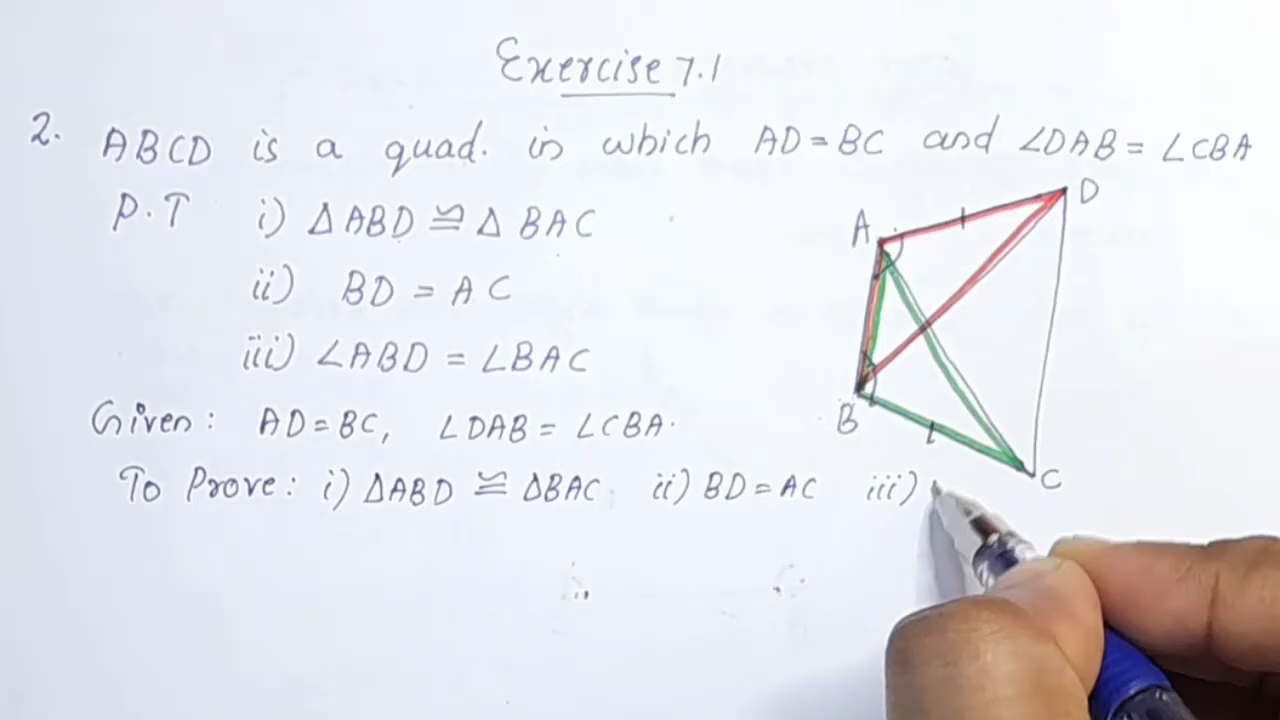 Exercise 7.1
2. ABCD is a quad. in which AD = BC and ∠DAB = ∠CBA
P.T i) ΔABD ≅ ΔBAC
ii) BD = AC
iii) ∠ABD = ∠BAC
Given: AD = BC, ∠DAB = ∠CBA.
To Prove: i) ΔABD ≅ ΔBAC ii) BD = AC iii)
D
A
B
C